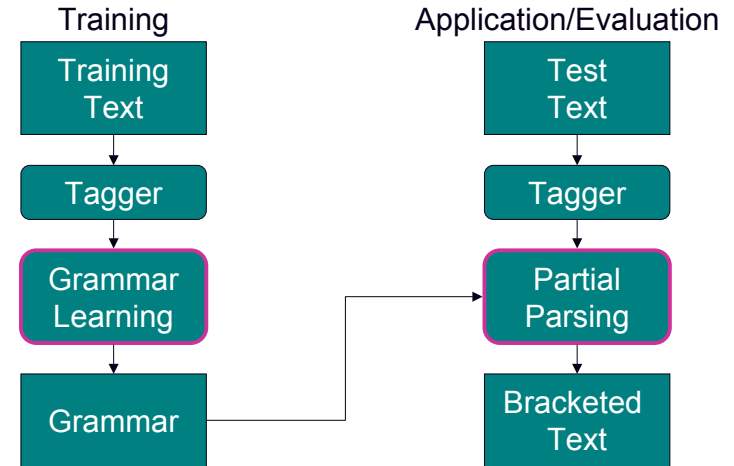 Training
Training
Text
Tagger
Grammar
Learning
Grammar
Application/Evaluation
Test
Text
Tagger
Partial
Parsing
Bracketed
Text